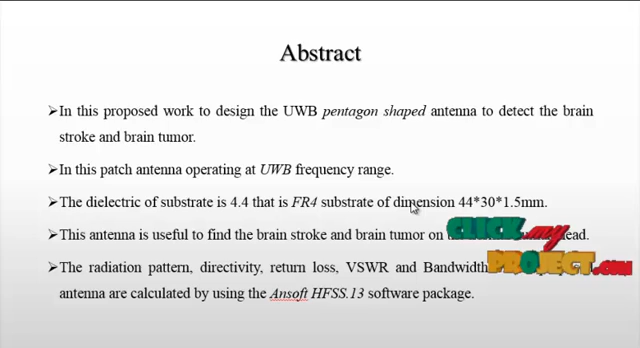 Abstract
➢In this proposed work to design the UWB pentagon shaped antenna to detect the brain
stroke and brain tumor.
➢In this patch antenna operating at UWB frequency range.
➢The dielectric of substrate is 4.4 that is FR4 substrate of dimension 44*30*1.5mm.
➢This antenna is useful to find the brain stroke and brain tumor on
CLICK my
➢The radiation pattern, directivity, return loss, VSWR and Bandwidth
PROJECT.COM
antenna are calculated by using the Ansoft HFSS.13 software package.